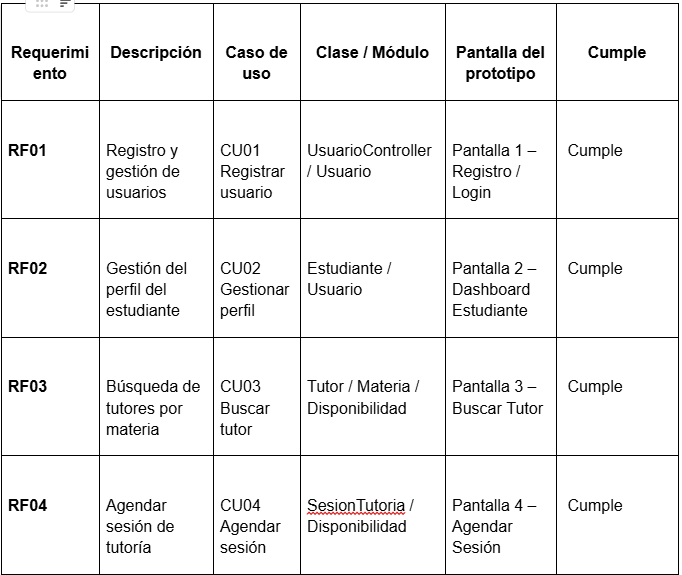 Requerimi
ento
Descripción
Caso de
uso
Clase / Módulo
Pantalla del
prototipo
Cumple
RF01
Registro y
gestión de
usuarios
CU01
Registrar
usuario
UsuarioController
/ Usuario
Pantalla 1 –
Registro /
Login
Cumple
RF02
Gestión del
perfil del
estudiante
CU02
Gestionar
perfil
Estudiante /
Usuario
Pantalla 2 –
Dashboard
Estudiante
Cumple
RF03
Búsqueda de
tutores por
materia
CU03
Buscar
tutor
Tutor / Materia /
Disponibilidad
Pantalla 3 –
Buscar Tutor
Cumple
RF04
Agendar
sesión de
tutoría
CU04
Agendar
sesión
SesionTutoria /
Disponibilidad
Pantalla 4 –
Agendar
Sesión
Cumple